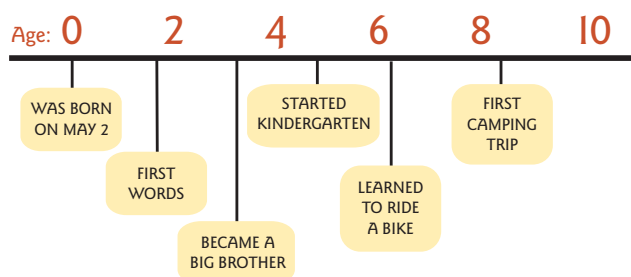 Age: 0 2 4 6 8 10
WAS BORN
ON MAY 2
FIRST
WORDS
BECAME A
BIG BROTHER
STARTED
KINDERGARTEN
LEARNED
TO RIDE
A BIKE
FIRST
CAMPING
TRIP